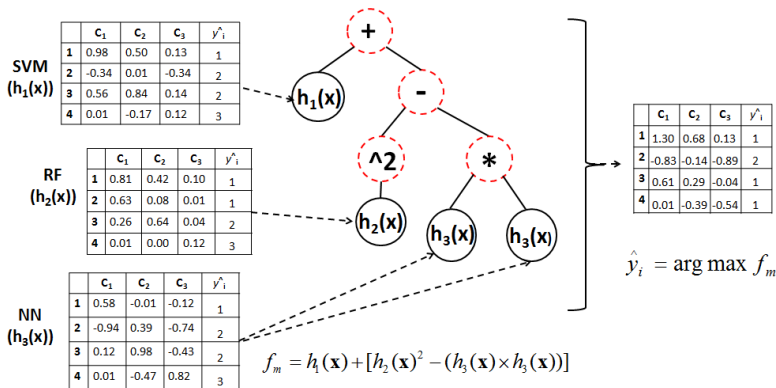 SVM
(h1(x))
C1 C2 C3 y^i
1 0.98 0.50 0.13 1
2 -0.34 0.01 -0.34 2
3 0.56 0.84 0.14 2
4 0.01 -0.17 0.12 3
RF
(h2(x))
C1 C2 C3 y^i
1 0.81 0.42 0.10 1
2 0.63 0.08 0.01 1
3 0.26 0.64 0.04 2
4 0.01 0.00 0.12 3
NN
(h3(x))
C1 C2 C3 y^i
1 0.58 -0.01 -0.12 1
2 -0.94 0.39 -0.74 2
3 0.12 0.98 -0.43 2
4 0.01 -0.47 0.82 3
+
h1(x)
-
^2
*
h2(x)
h3(x)
h3(x)
C1 C2 C3 y^i
1 1.30 0.68 0.13 1
2 -0.83 -0.14 -0.89 2
3 0.61 0.29 -0.04 1
4 0.01 -0.39 -0.54 1
ŷi = arg max fm
fm = h1(x) + [h2(x)² − (h3(x) × h3(x))]